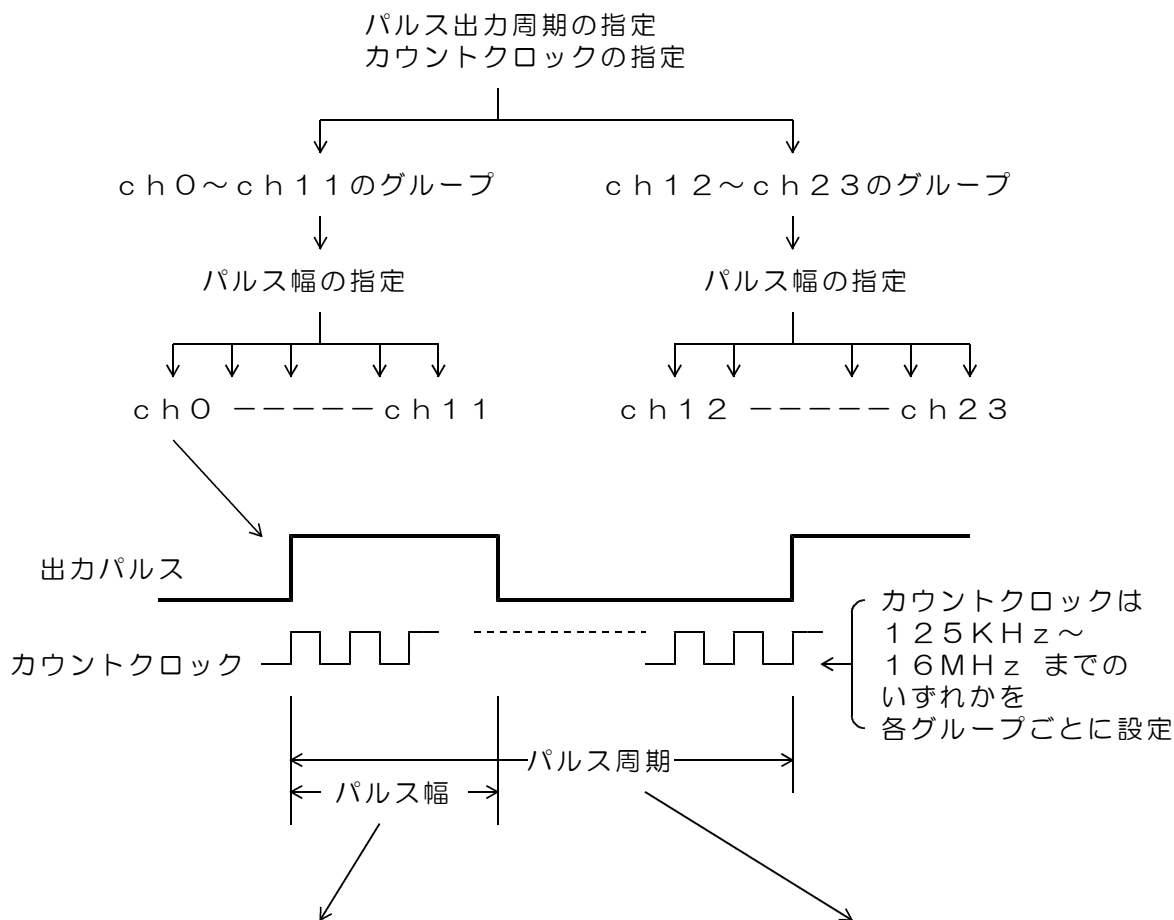 パルス出力周期の指定
カウントクロックの指定
ch0～ch11のグループ
ch12～ch23のグループ
パルス幅の指定
パルス幅の指定
ch0 −−−−−ch11
ch12 −−−−−ch23
出力パルス
カウントクロック
カウントクロックは
125KHz～
16MHz までの
いずれかを
各グループごとに設定
パルス周期
パルス幅